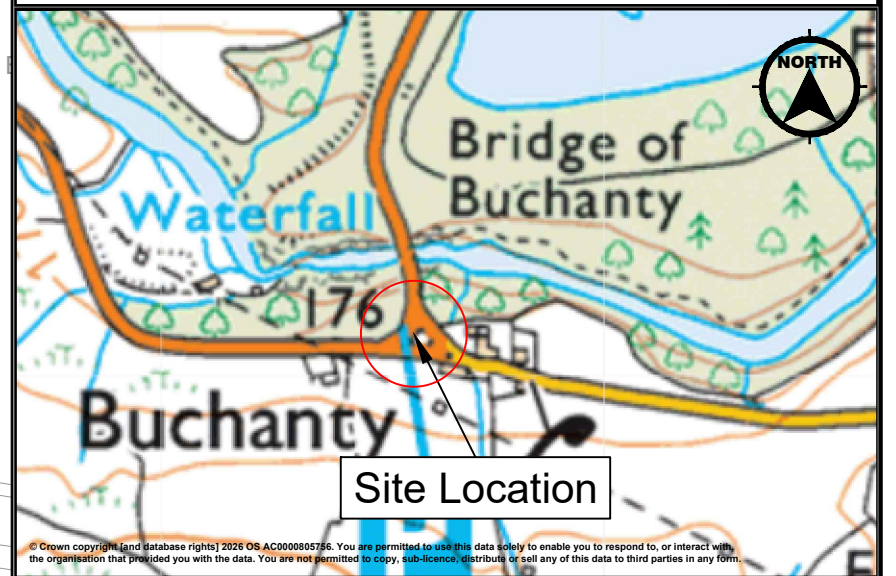 NORTH
Bridge of
Buchanty
Waterfall
176
Buchanty
Site Location
© Crown copyright [and database rights] 2026 OS AC0000805756. You are permitted to use this data solely to enable you to respond to, or interact with,
the organisation that provided you with the data. You are not permitted to copy, sub-licence, distribute or sell any of this data to third parties in any form.